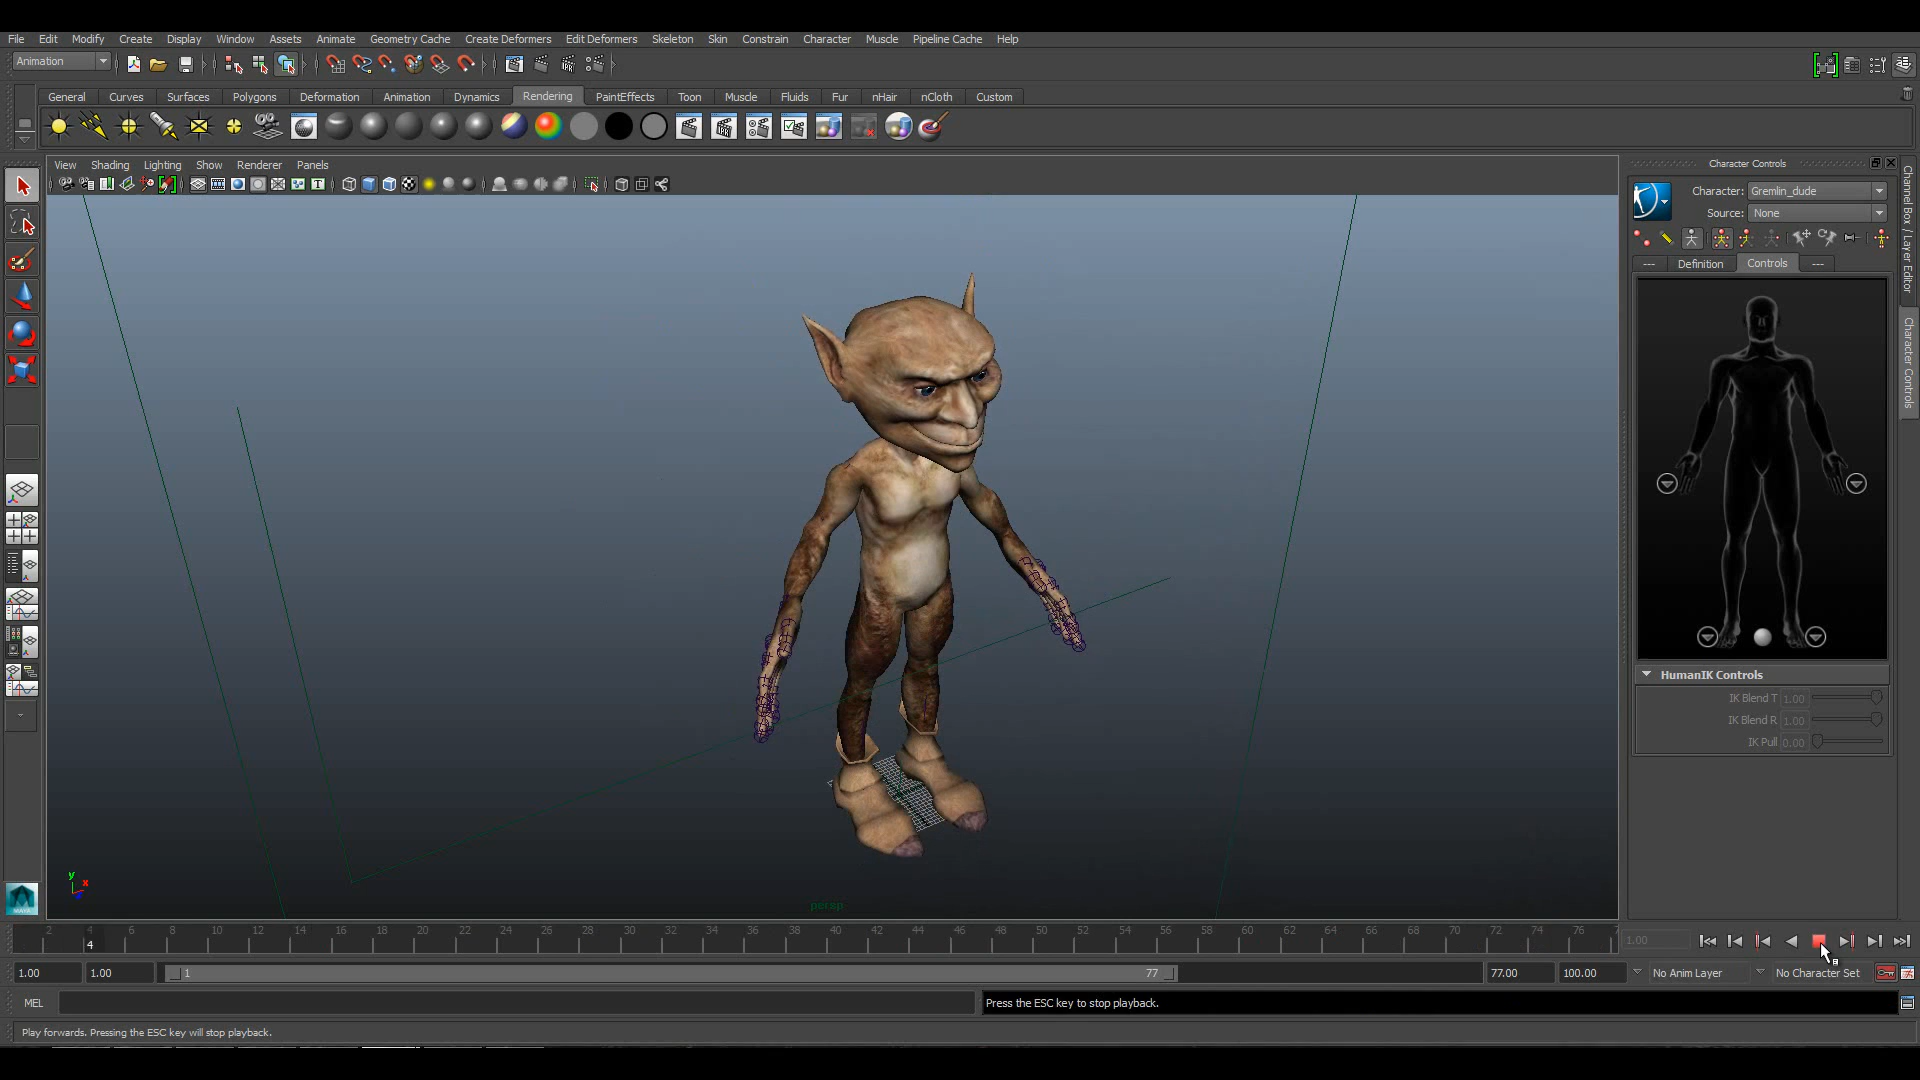 File Edit Modify Create Display Window Assets Animate Geometry Cache Create Deformers Edit Deformers Skeleton Skin Constrain Character Muscle Pipeline Cache Help
Animation
General Curves Surfaces Polygons Deformation Animation Dynamics Rendering PaintEffects Toon Muscle Fluids Fur nHair nCloth Custom
View Shading Lighting Show Renderer Panels
Character Controls
Character: Gremlin_dude
Source: None
--- Definition Controls ---
Channel Box / Layer Editor
Character Controls
HumanIK Controls
IK Blend T 1.00
IK Blend R 1.00
IK Pull 0.00
y x
persp
2 4 6 8 10 12 14 16 18 20 22 24 26 28 30 32 34 36 38 40 42 44 46 48 50 52 54 56 58 60 62 64 66 68 70 72 74 76
4
1.00
1.00 1.00 1 77 77.00 100.00 No Anim Layer No Character Set
MEL Press the ESC key to stop playback.
Play forwards. Pressing the ESC key will stop playback.